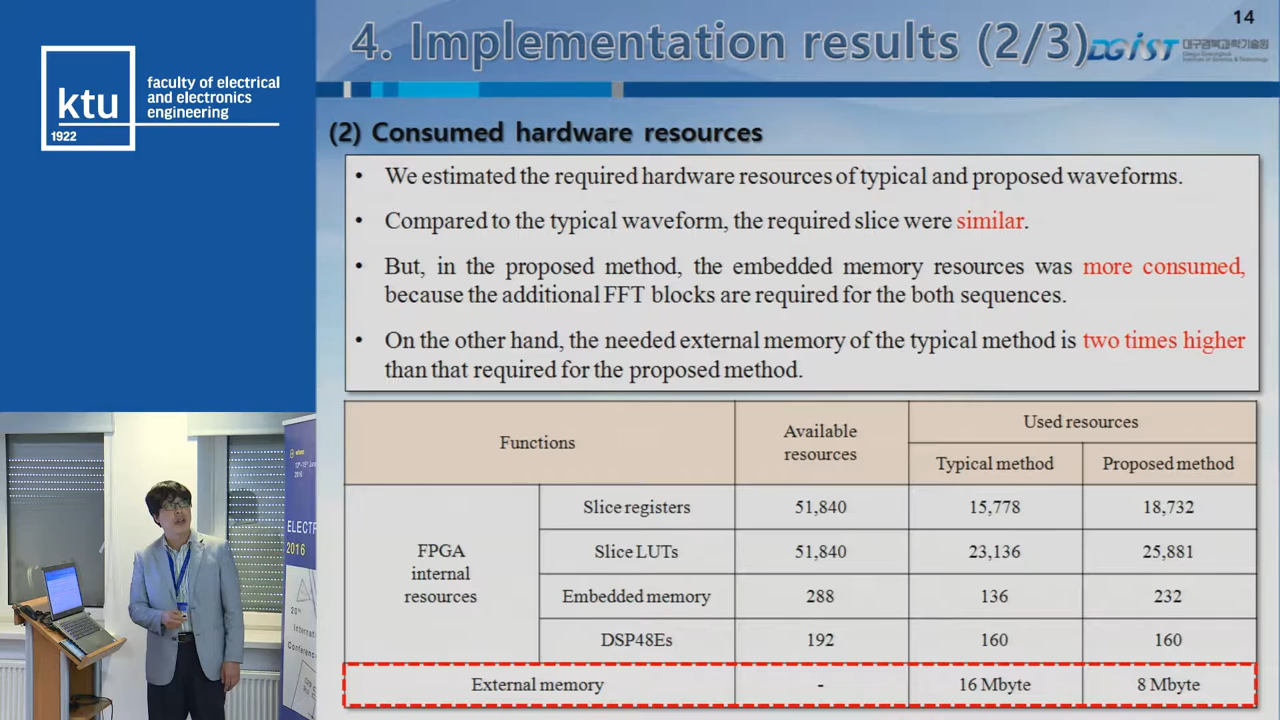 14
4. Implementation results (2/3)
DGIST
대구경북과학기술원
ktu
1922
faculty of electrical
and electronics
engineering
(2) Consumed hardware resources
• We estimated the required hardware resources of typical and proposed waveforms.
• Compared to the typical waveform, the required slice were similar.
• But, in the proposed method, the embedded memory resources was more consumed,
because the additional FFT blocks are required for the both sequences.
• On the other hand, the needed external memory of the typical method is two times higher
than that required for the proposed method.
Functions
Available
resources
Used resources
Typical method
Proposed method
FPGA
internal
resources
Slice registers
51,840
15,778
18,732
Slice LUTs
51,840
23,136
25,881
Embedded memory
288
136
232
DSP48Es
192
160
160
External memory
-
16 Mbyte
8 Mbyte
ELECTR
2016
20th
Internat
Conferenc